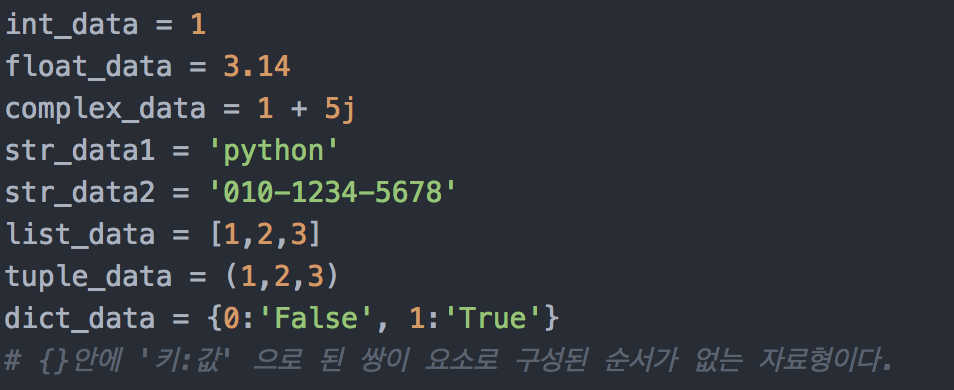 int_data = 1
float_data = 3.14
complex_data = 1 + 5j
str_data1 = 'python'
str_data2 = '010-1234-5678'
list_data = [1,2,3]
tuple_data = (1,2,3)
dict_data = {0:'False', 1:'True'}
# {}안에 '키:값' 으로 된 쌍이 요소로 구성된 순서가 없는 자료형이다.